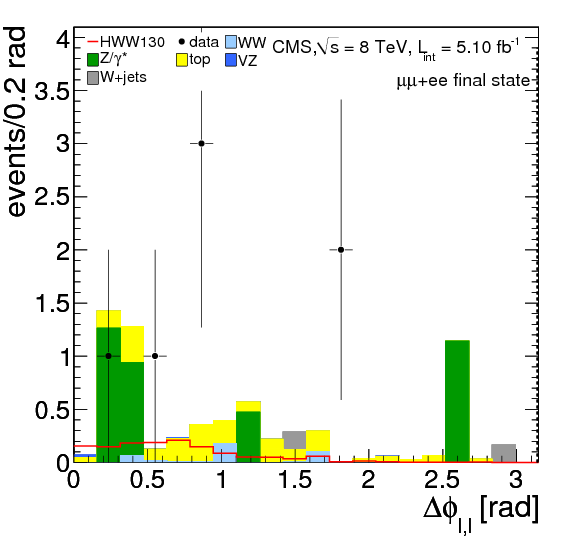 HWW130 data WW
Z/γ* top VZ
W+jets
CMS,√s = 8 TeV, L_int = 5.10 fb⁻¹
μμ+ee final state
events/0.2 rad
4
3.5
3
2.5
2
1.5
1
0.5
0
0 0.5 1 1.5 2 2.5 3
Δϕ_l,l [rad]